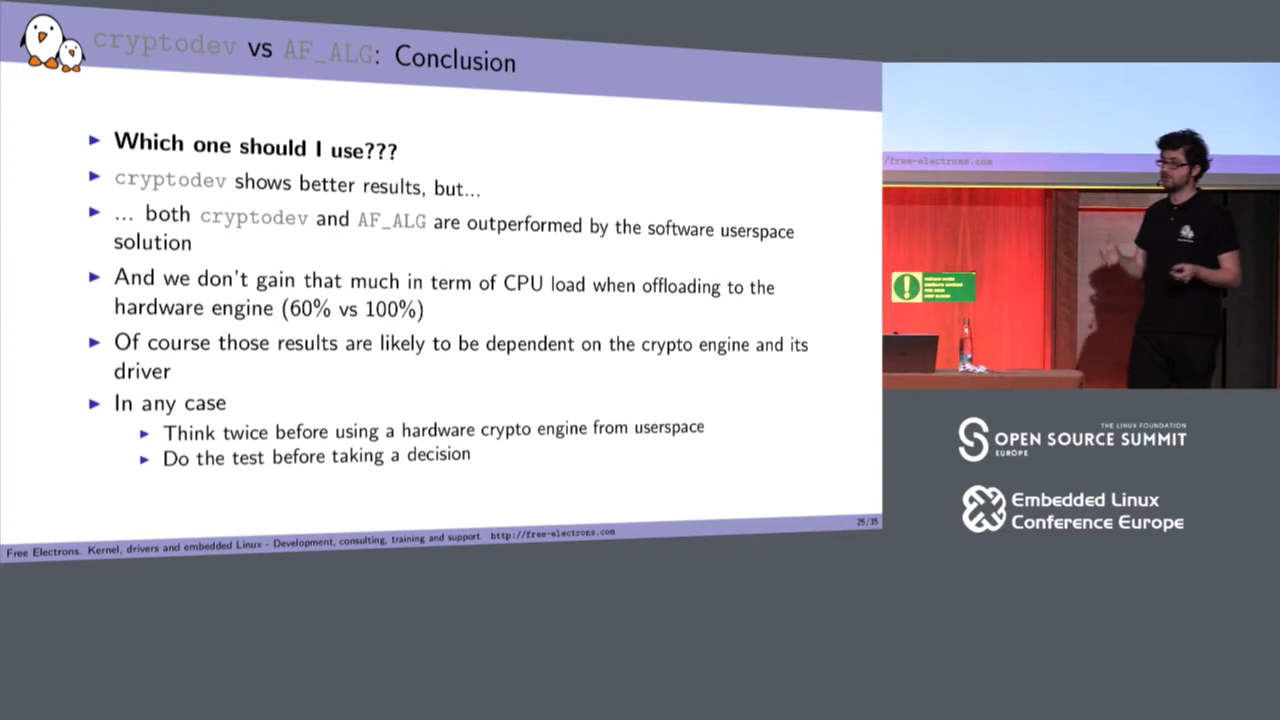 cryptodev vs AF_ALG: Conclusion
Which one should I use???
cryptodev shows better results, but...
... both cryptodev and AF_ALG are outperformed by the software userspace
solution
And we don't gain that much in term of CPU load when offloading to the
hardware engine (60% vs 100%)
Of course those results are likely to be dependent on the crypto engine and its
driver
In any case
Think twice before using a hardware crypto engine from userspace
Do the test before taking a decision
25/35
Free Electrons. Kernel, drivers and embedded Linux - Development, consulting, training and support. http://free-electrons.com
/free-electrons.com
THE LINUX FOUNDATION
OPEN SOURCE SUMMIT
EUROPE
Embedded Linux
Conference Europe